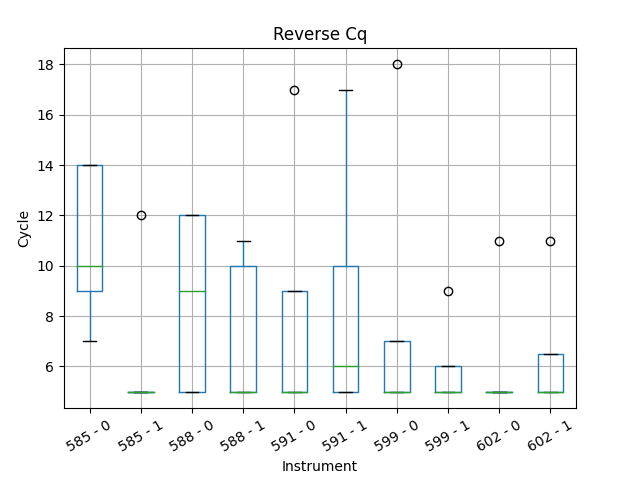 Reverse Cq
18
16
14
12
10
8
6
Cycle
585 - 0
585 - 1
588 - 0
588 - 1
591 - 0
591 - 1
599 - 0
599 - 1
602 - 0
602 - 1
Instrument